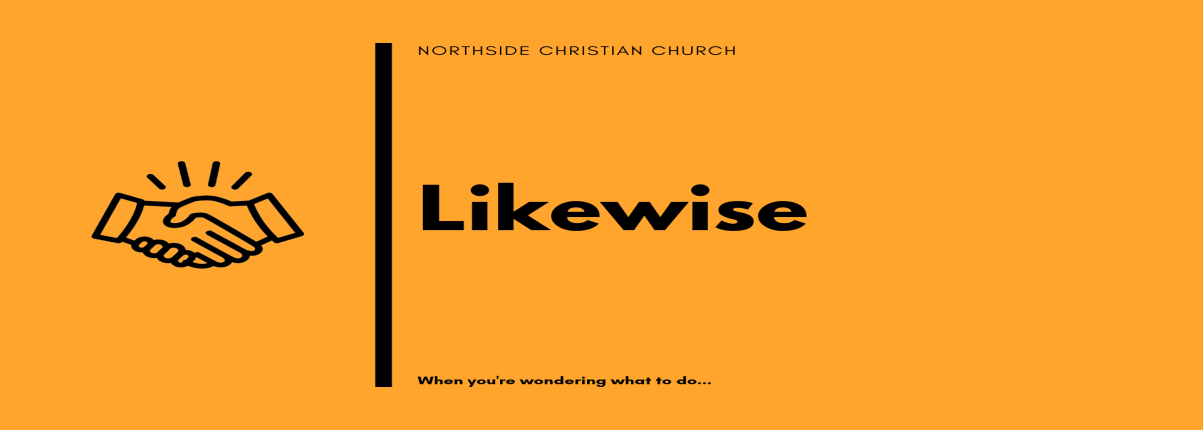 NORTHSIDE CHRISTIAN CHURCH
Likewise
When you're wondering what to do...